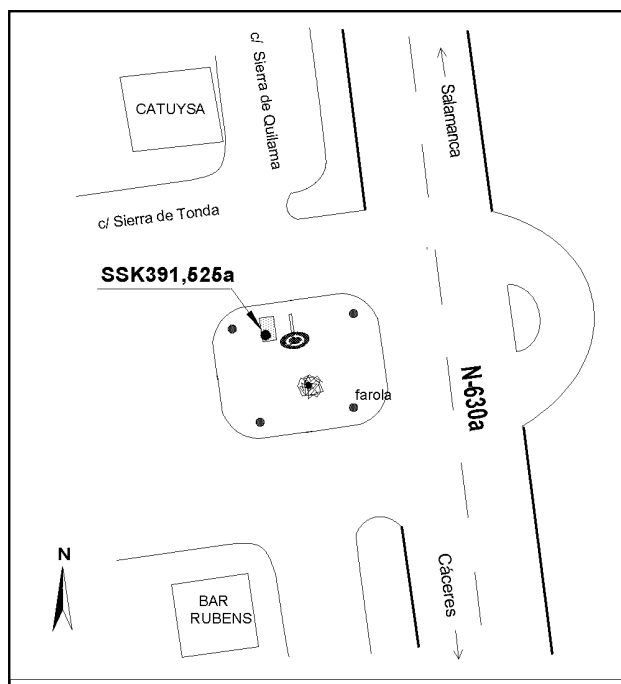 c/ Sierra de Quilama
Salamanca
CATUYSA
c/ Sierra de Tonda
SSK391,525a
N-630a
farola
N
Cáceres
BAR
RUBENS